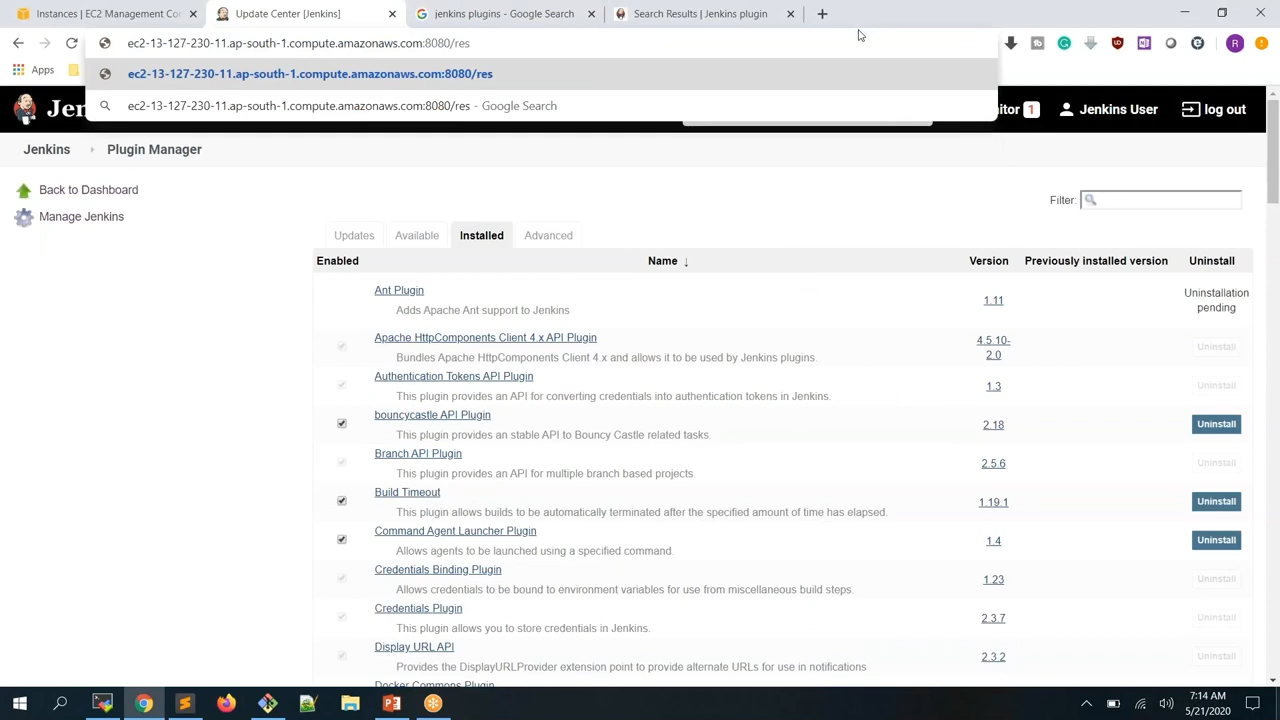 Instances | EC2 Management Con
Update Center [Jenkins]
jenkins plugins - Google Search
Search Results | Jenkins plugin
ec2-13-127-230-11.ap-south-1.compute.amazonaws.com:8080/res
R
Apps
ec2-13-127-230-11.ap-south-1.compute.amazonaws.com:8080/res
ec2-13-127-230-11.ap-south-1.compute.amazonaws.com:8080/res - Google Search
Jen
itor 1
Jenkins User
log out
Jenkins
Plugin Manager
Back to Dashboard
Manage Jenkins
Filter:
Updates
Available
Installed
Advanced
Enabled
Name ↓
Version
Previously installed version
Uninstall
Ant Plugin
Adds Apache Ant support to Jenkins
1.11
Uninstallation
pending
Apache HttpComponents Client 4.x API Plugin
Bundles Apache HttpComponents Client 4.x and allows it to be used by Jenkins plugins.
4.5.10-
2.0
Uninstall
Authentication Tokens API Plugin
This plugin provides an API for converting credentials into authentication tokens in Jenkins.
1.3
Uninstall
bouncycastle API Plugin
This plugin provides an stable API to Bouncy Castle related tasks.
2.18
Uninstall
Branch API Plugin
This plugin provides an API for multiple branch based projects.
2.5.6
Uninstall
Build Timeout
This plugin allows builds to be automatically terminated after the specified amount of time has elapsed.
1.19.1
Uninstall
Command Agent Launcher Plugin
Allows agents to be launched using a specified command.
1.4
Uninstall
Credentials Binding Plugin
Allows credentials to be bound to environment variables for use from miscellaneous build steps.
1.23
Uninstall
Credentials Plugin
This plugin allows you to store credentials in Jenkins.
2.3.7
Uninstall
Display URL API
Provides the DisplayURLProvider extension point to provide alternate URLs for use in notifications
2.3.2
Uninstall
Docker Commons Plugin
7:14 AM
5/21/2020